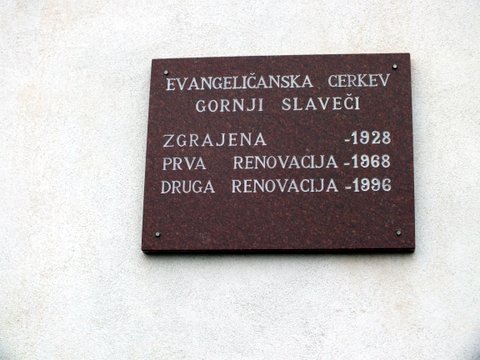 EVANGELIČANSKA CERKEV
GORNJI SLAVEČI
ZGRAJENA -1928
PRVA RENOVACIJA -1968
DRUGA RENOVACIJA -1996